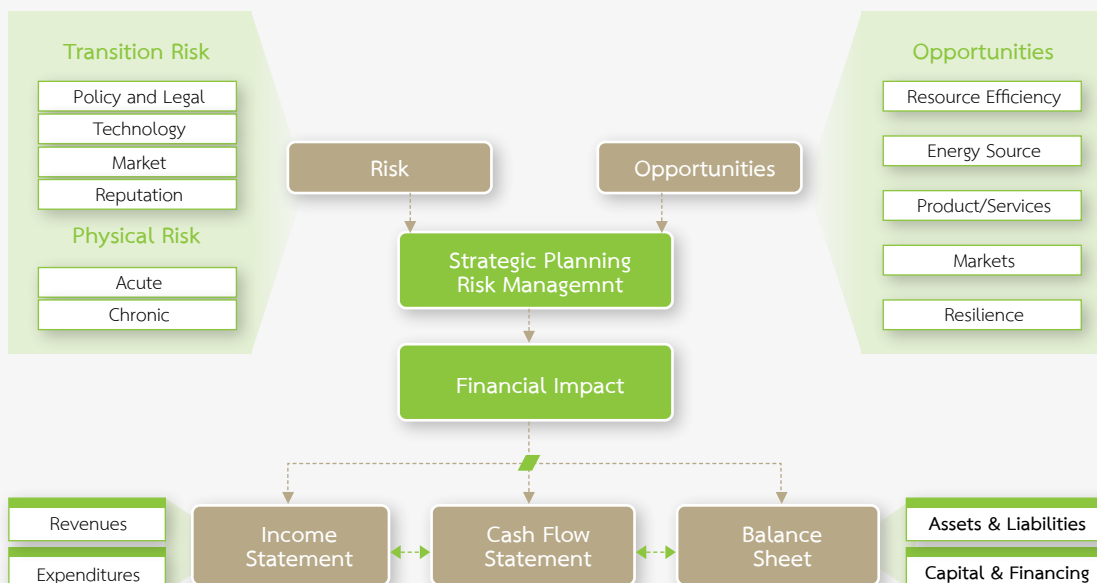 Transition Risk
Policy and Legal
Technology
Market
Reputation
Physical Risk
Acute
Chronic
Risk
Opportunities
Strategic Planning
Risk Managemnt
Financial Impact
Opportunities
Resource Efficiency
Energy Source
Product/Services
Markets
Resilience
Revenues
Expenditures
Income
Statement
Cash Flow
Statement
Balance
Sheet
Assets & Liabilities
Capital & Financing